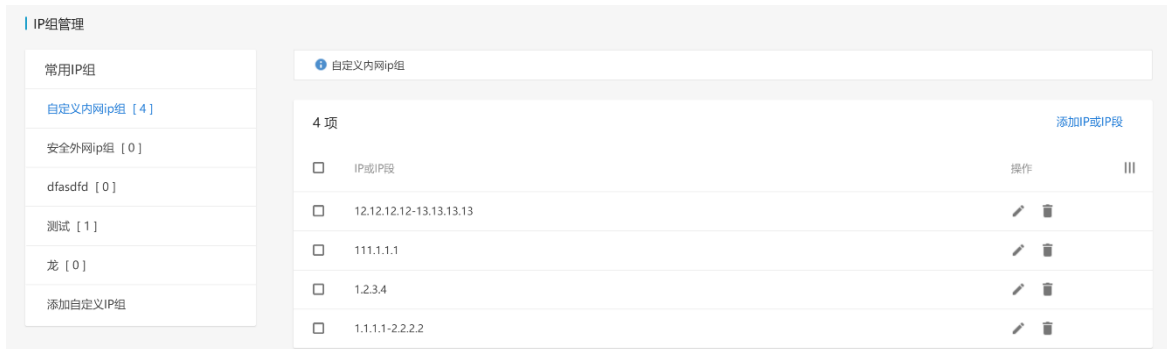 IP组管理
常用IP组
自定义内网ip组 [ 4 ]
安全外网ip组 [ 0 ]
dfasdfd [ 0 ]
测试 [ 1 ]
龙 [ 0 ]
添加自定义IP组
自定义内网ip组
4 项
添加IP或IP段
IP或IP段 操作
12.12.12.12-13.13.13.13
111.1.1.1
1.2.3.4
1.1.1.1-2.2.2.2